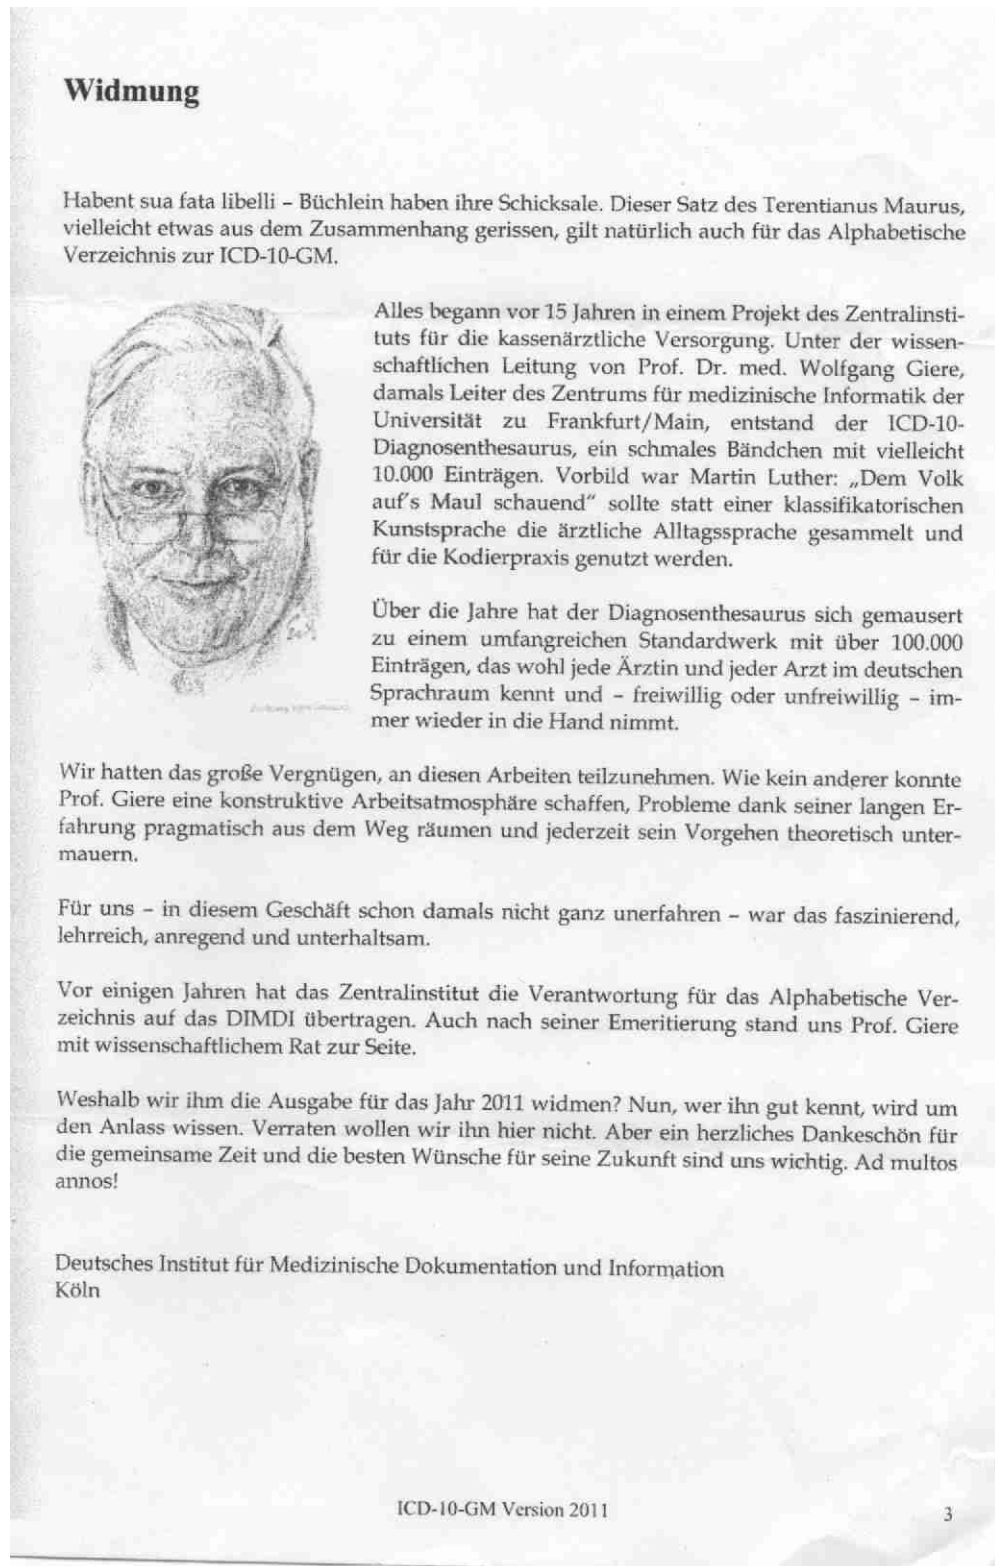 Widmung
Habent sua fata libelli – Büchlein haben ihre Schicksale. Dieser Satz des Terentianus Maurus,
vielleicht etwas aus dem Zusammenhang gerissen, gilt natürlich auch für das Alphabetische
Verzeichnis zur ICD-10-GM.
Alles begann vor 15 Jahren in einem Projekt des Zentralinsti-
tuts für die kassenärztliche Versorgung. Unter der wissen-
schaftlichen Leitung von Prof. Dr. med. Wolfgang Giere,
damals Leiter des Zentrums für medizinische Informatik der
Universität zu Frankfurt/Main, entstand der ICD-10-
Diagnosenthesaurus, ein schmales Bändchen mit vielleicht
10.000 Einträgen. Vorbild war Martin Luther: „Dem Volk
auf's Maul schauend“ sollte statt einer klassifikatorischen
Kunstsprache die ärztliche Alltagssprache gesammelt und
für die Kodierpraxis genutzt werden.
Über die Jahre hat der Diagnosenthesaurus sich gemausert
zu einem umfangreichen Standardwerk mit über 100.000
Einträgen, das wohl jede Ärztin und jeder Arzt im deutschen
Sprachraum kennt und – freiwillig oder unfreiwillig – im-
mer wieder in die Hand nimmt.
Wir hatten das große Vergnügen, an diesen Arbeiten teilzunehmen. Wie kein anderer konnte
Prof. Giere eine konstruktive Arbeitsatmosphäre schaffen, Probleme dank seiner langen Er-
fahrung pragmatisch aus dem Weg räumen und jederzeit sein Vorgehen theoretisch unter-
mauern.
Für uns – in diesem Geschäft schon damals nicht ganz unerfahren – war das faszinierend,
lehrreich, anregend und unterhaltsam.
Vor einigen Jahren hat das Zentralinstitut die Verantwortung für das Alphabetische Ver-
zeichnis auf das DIMDI übertragen. Auch nach seiner Emeritierung stand uns Prof. Giere
mit wissenschaftlichem Rat zur Seite.
Weshalb wir ihm die Ausgabe für das Jahr 2011 widmen? Nun, wer ihn gut kennt, wird um
den Anlass wissen. Verraten wollen wir ihn hier nicht. Aber ein herzliches Dankeschön für
die gemeinsame Zeit und die besten Wünsche für seine Zukunft sind uns wichtig. Ad multos
annos!
Deutsches Institut für Medizinische Dokumentation und Information
Köln
ICD-10-GM Version 2011
3